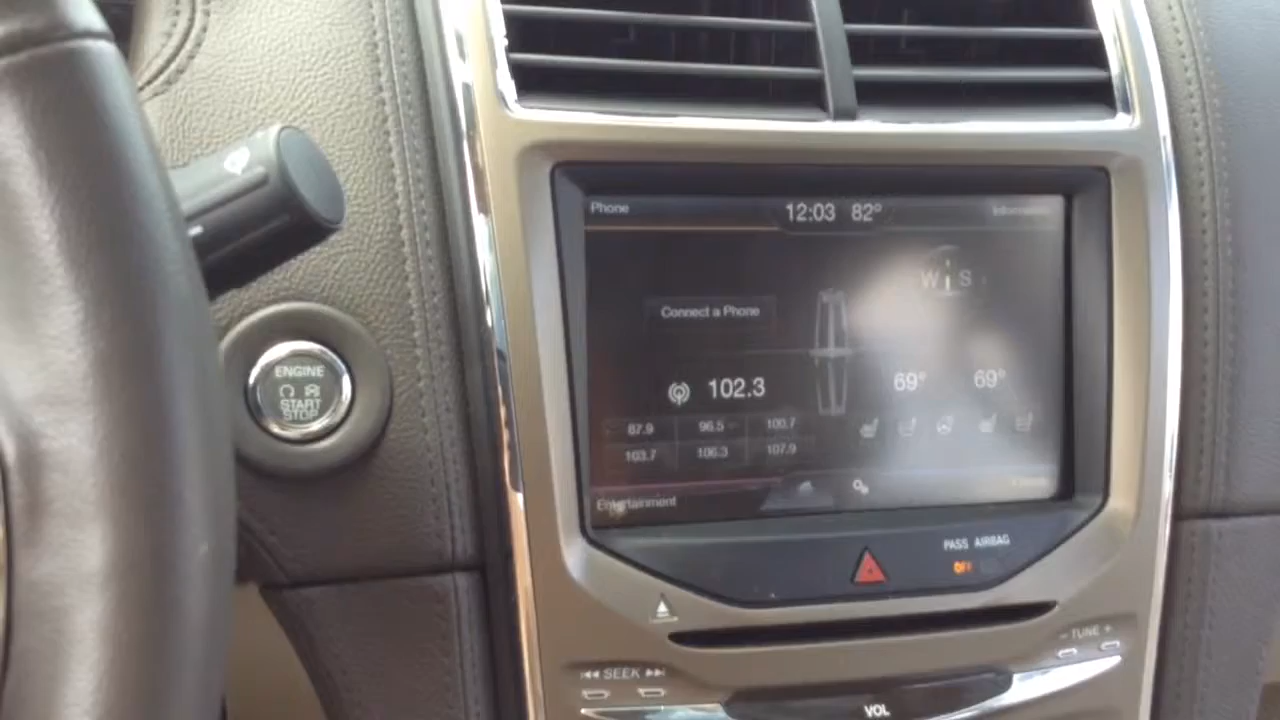 Phone
12:03 82°
W S
Connect a Phone
102.3
69° 69°
87.9 96.5 100.7
103.7 106.3 107.9
Entertainment
ENGINE
START
STOP
PASS AIRBAG
OFF
- TUNE +
SEEK
VOL